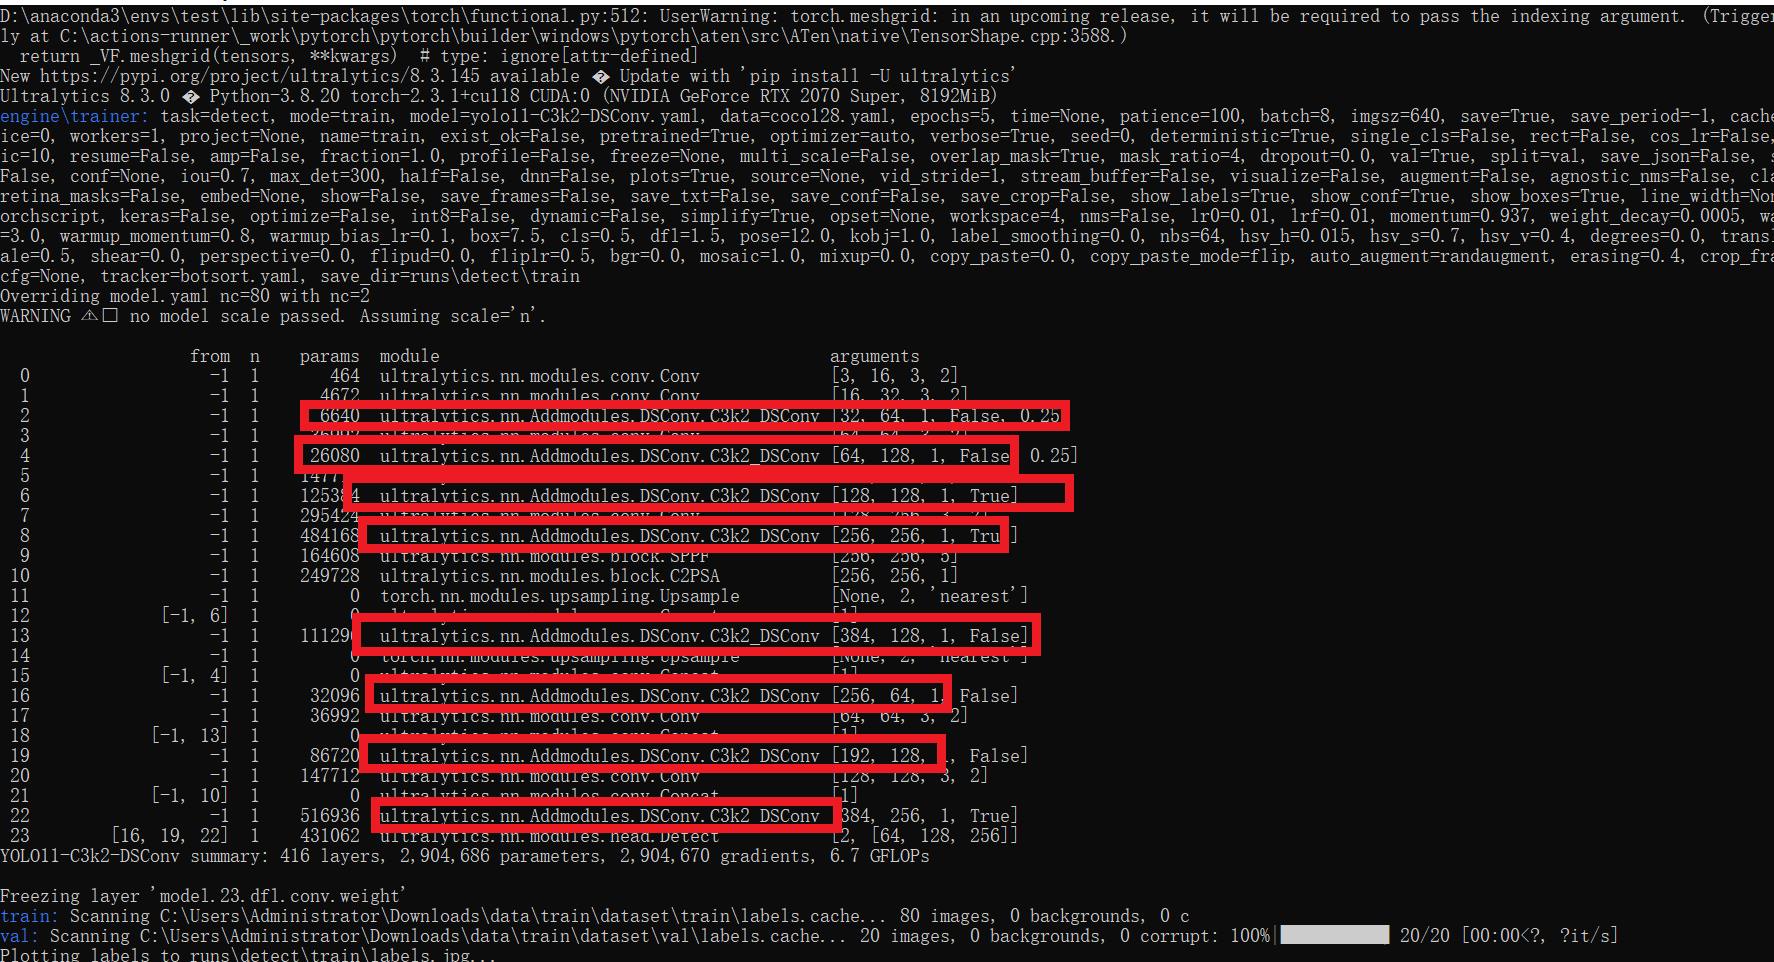 D:\anaconda3\envs\test\lib\site-packages\torch\functional.py:512: UserWarning: torch.meshgrid: in an upcoming release, it will be required to pass the indexing argument. (Trigger
ly at C:\actions-runner\_work\pytorch\pytorch\builder\windows\pytorch\aten\src\ATen\native\TensorShape.cpp:3588.)
return _VF.meshgrid(tensors, **kwargs)  # type: ignore[attr-defined]
New https://pypi.org/project/ultralytics/8.3.145 available � Update with 'pip install -U ultralytics'
Ultralytics 8.3.0 � Python-3.8.20 torch-2.3.1+cu118 CUDA:0 (NVIDIA GeForce RTX 2070 Super, 8192MiB)
engine\trainer: task=detect, mode=train, model=yolo11-C3k2-DSConv.yaml, data=coco128.yaml, epochs=5, time=None, patience=100, batch=8, imgsz=640, save=True, save_period=-1, cache
ice=0, workers=1, project=None, name=train, exist_ok=False, pretrained=True, optimizer=auto, verbose=True, seed=0, deterministic=True, single_cls=False, rect=False, cos_lr=False,
ic=10, resume=False, amp=False, fraction=1.0, profile=False, freeze=None, multi_scale=False, overlap_mask=True, mask_ratio=4, dropout=0.0, val=True, split=val, save_json=False, s
False, conf=None, iou=0.7, max_det=300, half=False, dnn=False, plots=True, source=None, vid_stride=1, stream_buffer=False, visualize=False, augment=False, agnostic_nms=False, cla
retina_masks=False, embed=None, show=False, save_frames=False, save_txt=False, save_conf=False, save_crop=False, show_labels=True, show_conf=True, show_boxes=True, line_width=Non
orchscript, keras=False, optimize=False, int8=False, dynamic=False, simplify=True, opset=None, workspace=4, nms=False, lr0=0.01, lrf=0.01, momentum=0.937, weight_decay=0.0005, wa
=3.0, warmup_momentum=0.8, warmup_bias_lr=0.1, box=7.5, cls=0.5, dfl=1.5, pose=12.0, kobj=1.0, label_smoothing=0.0, nbs=64, hsv_h=0.015, hsv_s=0.7, hsv_v=0.4, degrees=0.0, transl
ale=0.5, shear=0.0, perspective=0.0, flipud=0.0, fliplr=0.5, bgr=0.0, mosaic=1.0, mixup=0.0, copy_paste=0.0, copy_paste_mode=flip, auto_augment=randaugment, erasing=0.4, crop_fra
cfg=None, tracker=botsort.yaml, save_dir=runs\detect\train
Overriding model.yaml nc=80 with nc=2
WARNING ⚠□ no model scale passed. Assuming scale='n'.
from  n    params  module                                       arguments
0 -1 1 464 ultralytics.nn.modules.conv.Conv [3, 16, 3, 2]
1 -1 1 4672 ultralytics.nn.modules.conv.Conv [16, 32, 3, 2]
2 -1 1 6640 ultralytics.nn.Addmodules.DSConv.C3k2_DSConv [32, 64, 1, False, 0.25
3 -1 1 36992 ultralytics.nn.modules.conv.Conv [64, 64, 3, 2]
4 -1 1 26080 ultralytics.nn.Addmodules.DSConv.C3k2_DSConv [64, 128, 1, False 0.25]
5 -1 1
6 -1 1 125384 ultralytics.nn.Addmodules.DSConv.C3k2_DSConv [128, 128, 1, True]
7 -1 1 295424 ultralytics.nn.modules.conv.Conv [128, 256, 3, 2]
8 -1 1 484168 ultralytics.nn.Addmodules.DSConv.C3k2_DSConv [256, 256, 1, Tru ]
9 -1 1 164608 ultralytics.nn.modules.block.SPPF [256, 256, 5]
10 -1 1 249728 ultralytics.nn.modules.block.C2PSA [256, 256, 1]
11 -1 1 0 torch.nn.modules.upsampling.Upsample [None, 2, 'nearest']
12 [-1, 6] 1 0 [1]
13 -1 1 11129 ultralytics.nn.Addmodules.DSConv.C3k2_DSConv [384, 128, 1, False]
14 -1 1 0 torch.nn.modules.upsampling.Upsample [None, 2, 'nearest']
15 [-1, 4] 1 0 [1]
16 -1 1 32096 ultralytics.nn.Addmodules.DSConv.C3k2_DSConv [256, 64, 1, False]
17 -1 1 36992 ultralytics.nn.modules.conv.Conv [64, 64, 3, 2]
18 [-1, 13] 1 0 [1]
19 -1 1 86720 ultralytics.nn.Addmodules.DSConv.C3k2_DSConv [192, 128, 1, False]
20 -1 1 147712 ultralytics.nn.modules.conv.Conv [128, 128, 3, 2]
21 [-1, 10] 1 0 ultralytics.nn.modules.conv.Concat [1]
22 -1 1 516936 ultralytics.nn.Addmodules.DSConv.C3k2_DSConv 384, 256, 1, True]
23 [16, 19, 22] 1 431062 ultralytics.nn.modules.head.Detect [2, [64, 128, 256]]
YOLO11-C3k2-DSConv summary: 416 layers, 2,904,686 parameters, 2,904,670 gradients, 6.7 GFLOPs
Freezing layer 'model.23.dfl.conv.weight'
train: Scanning C:\Users\Administrator\Downloads\data\train\dataset\train\labels.cache... 80 images, 0 backgrounds, 0 c
val: Scanning C:\Users\Administrator\Downloads\data\train\dataset\val\labels.cache... 20 images, 0 backgrounds, 0 corrupt: 100%| 20/20 [00:00<?, ?it/s]
Plotting labels to runs\detect\train\labels.jpg...